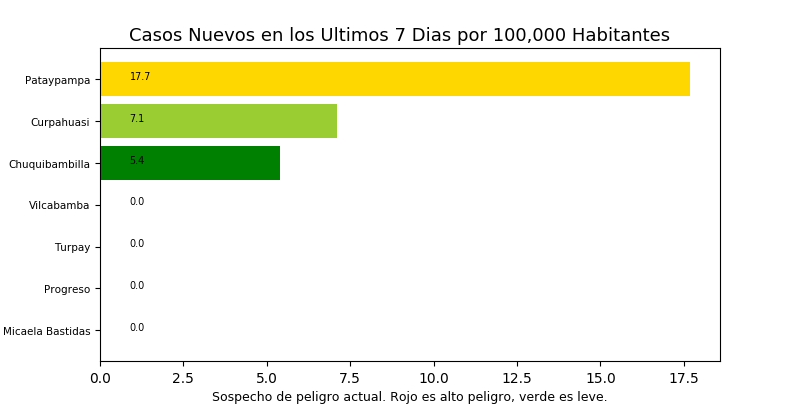 Casos Nuevos en los Ultimos 7 Dias por 100,000 Habitantes
Pataypampa 17.7
Curpahuasi 7.1
Chuquibambilla 5.4
Vilcabamba 0.0
Turpay 0.0
Progreso 0.0
Micaela Bastidas 0.0
0.0 2.5 5.0 7.5 10.0 12.5 15.0 17.5
Sospecho de peligro actual. Rojo es alto peligro, verde es leve.